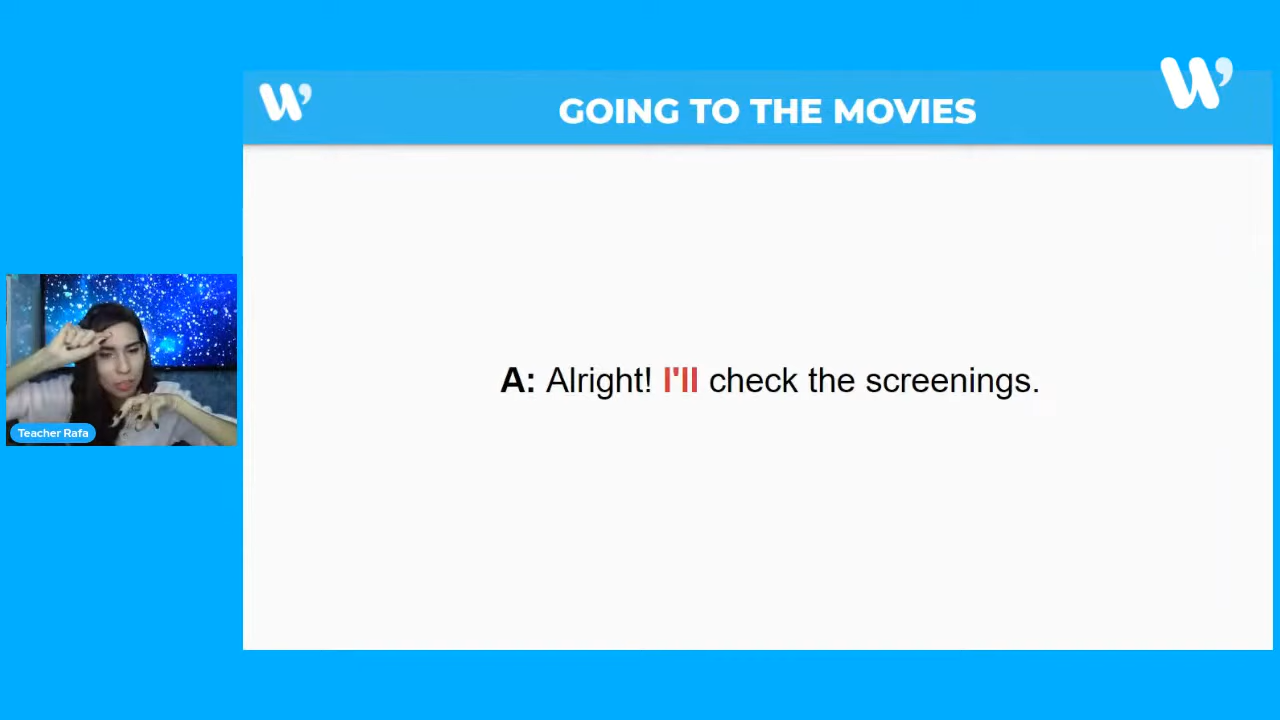 W'
W'
GOING TO THE MOVIES
A: Alright! I'll check the screenings.
Teacher Rafa